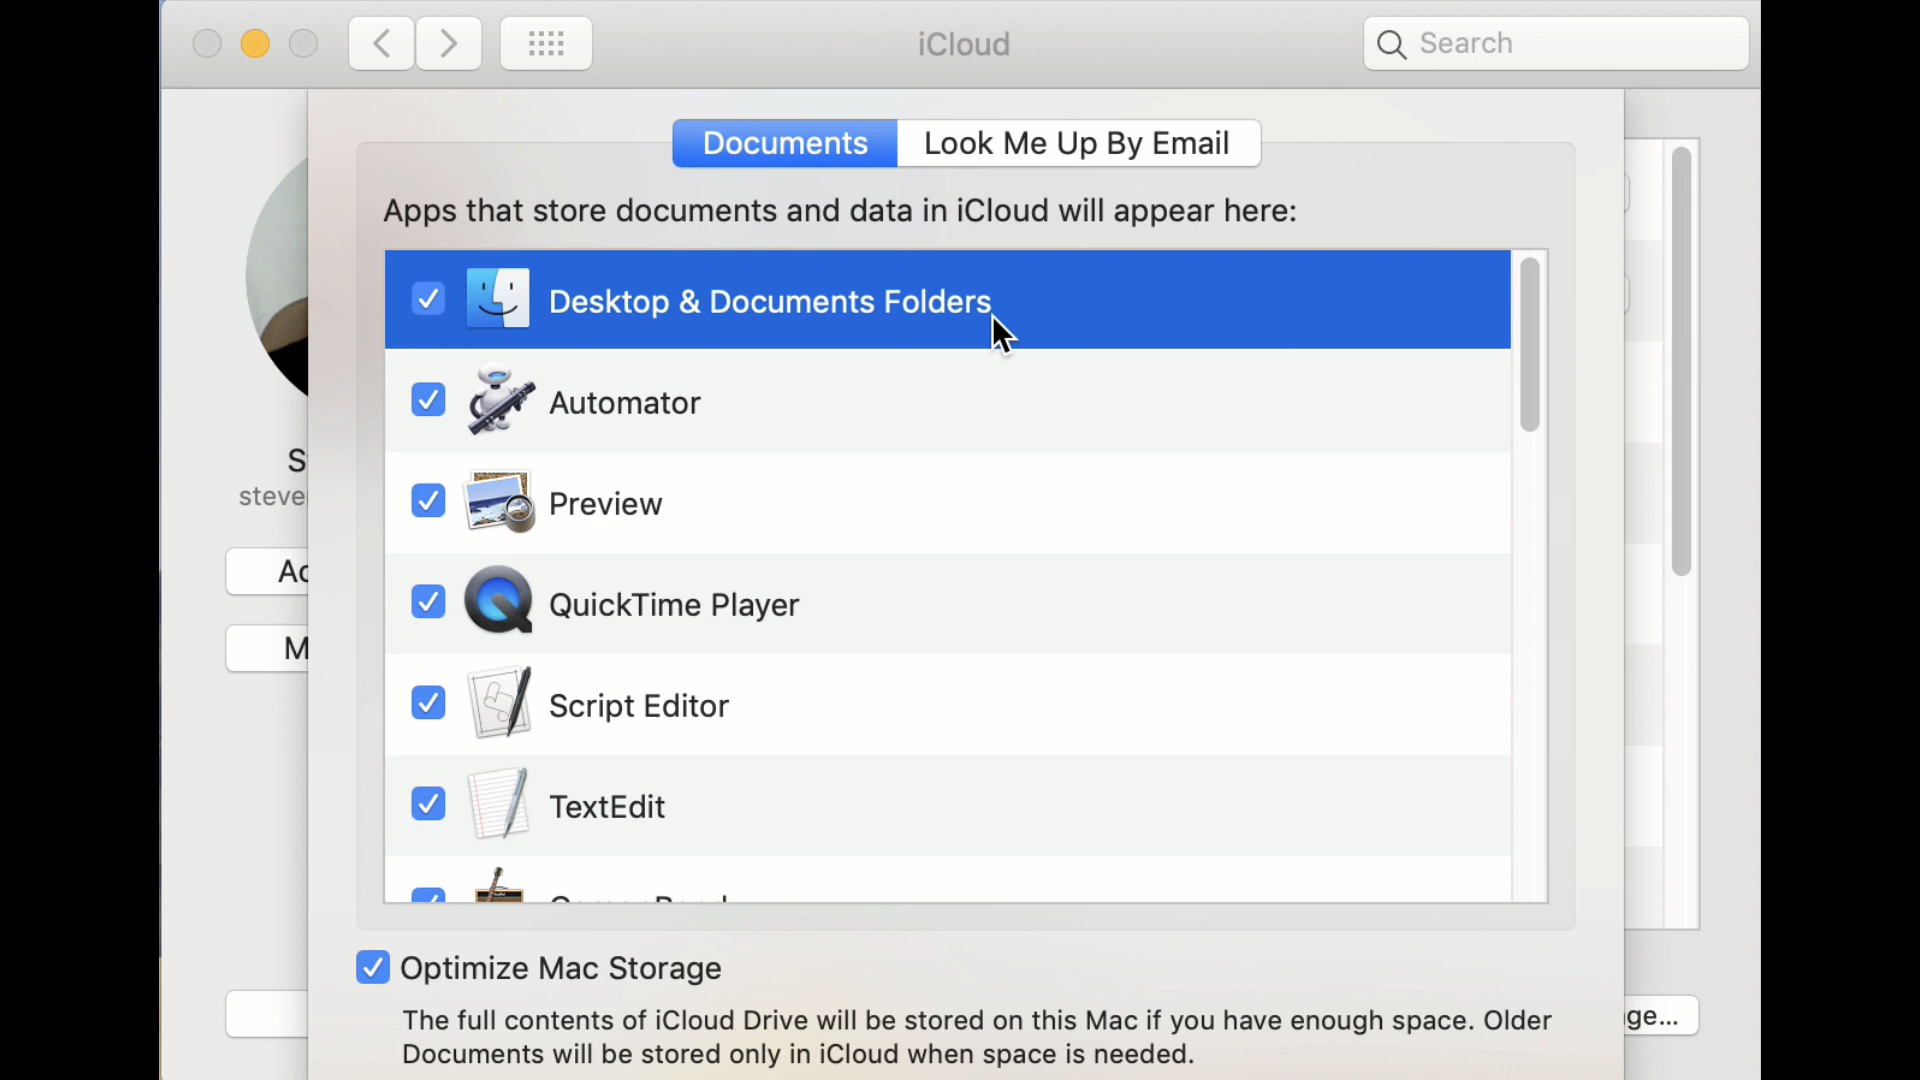 iCloud
Search
Documents
Look Me Up By Email
Apps that store documents and data in iCloud will appear here:
Desktop & Documents Folders
Automator
Preview
QuickTime Player
Script Editor
TextEdit
steve
Optimize Mac Storage
The full contents of iCloud Drive will be stored on this Mac if you have enough space. Older
Documents will be stored only in iCloud when space is needed.